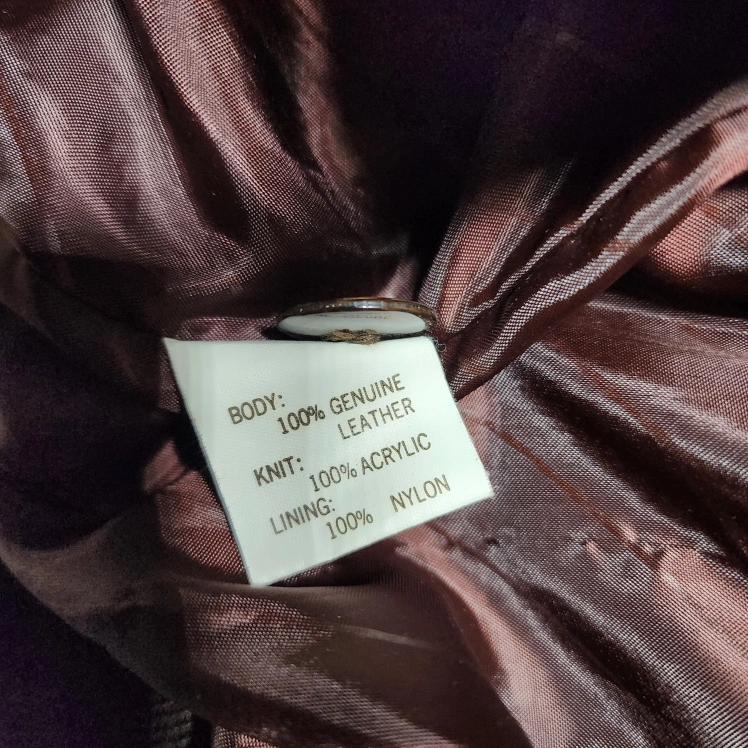 BODY:
100% GENUINE
LEATHER
KNIT:
100% ACRYLIC
LINING:
100% NYLON